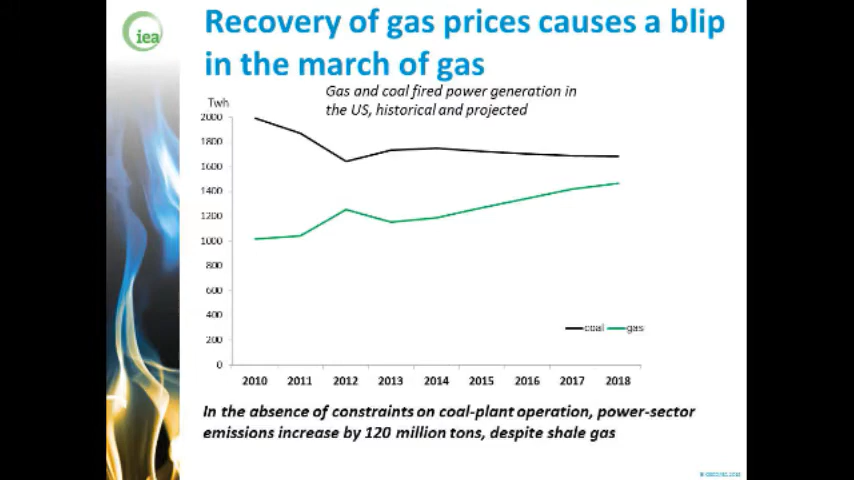 iea
Recovery of gas prices causes a blip
in the march of gas
Gas and coal fired power generation in
the US, historical and projected
Twh
2000
1800
1600
1400
1200
1000
800
600
400
200
0
coal gas
2010 2011 2012 2013 2014 2015 2016 2017 2018
In the absence of constraints on coal-plant operation, power-sector
emissions increase by 120 million tons, despite shale gas